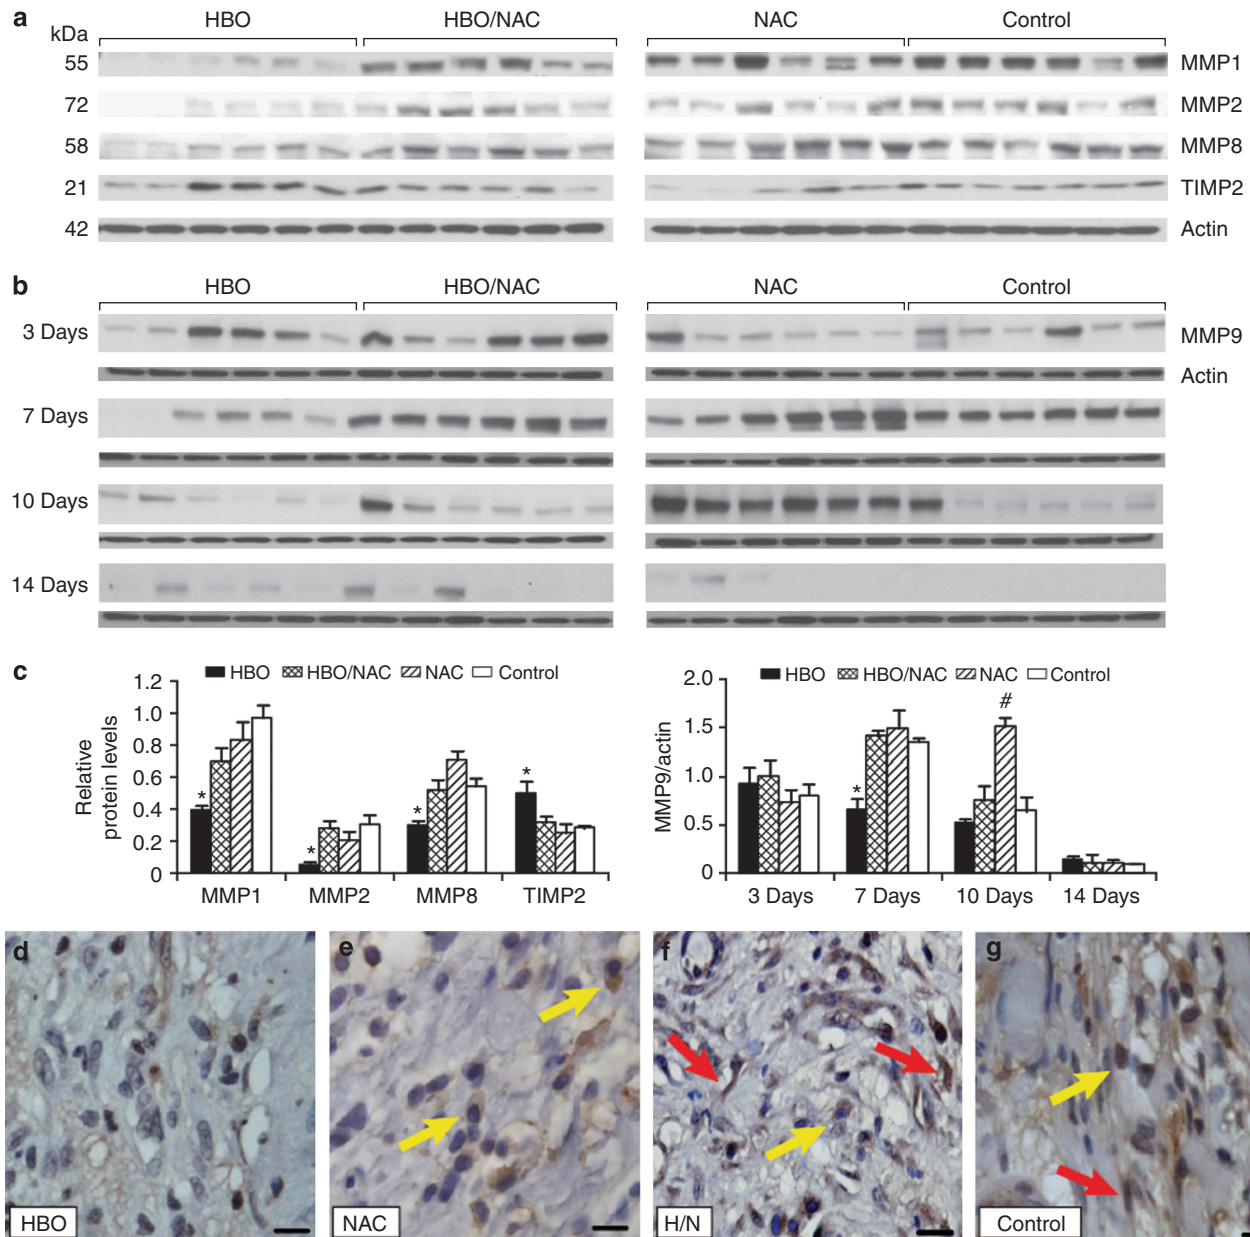 a HBO HBO/NAC NAC Control
kDa
55 MMP1
72 MMP2
58 MMP8
21 TIMP2
42 Actin
b HBO HBO/NAC NAC Control
3 Days MMP9
Actin
7 Days
10 Days
14 Days
c HBO HBO/NAC NAC Control
Relative protein levels
1.2
1.0
0.8
0.6
0.4
0.2
0
* * * *
MMP1 MMP2 MMP8 TIMP2
HBO HBO/NAC NAC Control
MMP9/actin
2.0
1.5
1.0
0.5
0
* #
3 Days 7 Days 10 Days 14 Days
d e f g
HBO NAC H/N Control